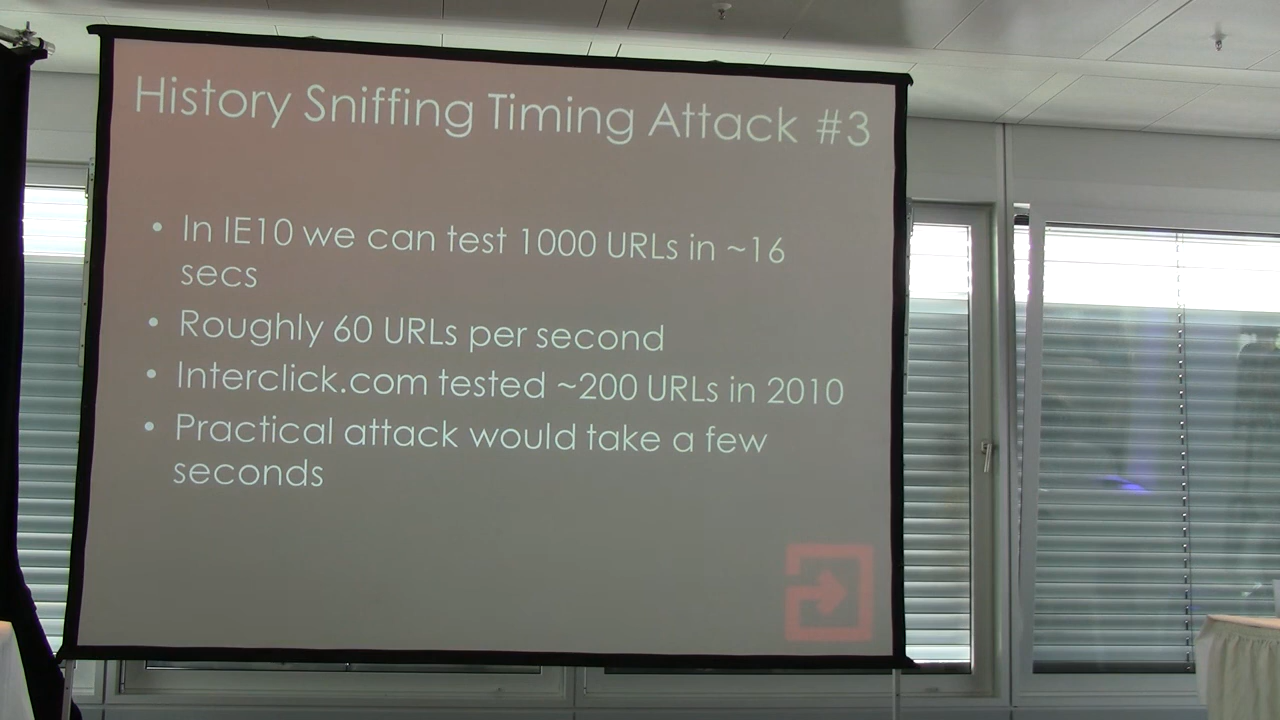 History Sniffing Timing Attack #3
• In IE10 we can test 1000 URLs in ~16
secs
• Roughly 60 URLs per second
• Interclick.com tested ~200 URLs in 2010
• Practical attack would take a few
seconds